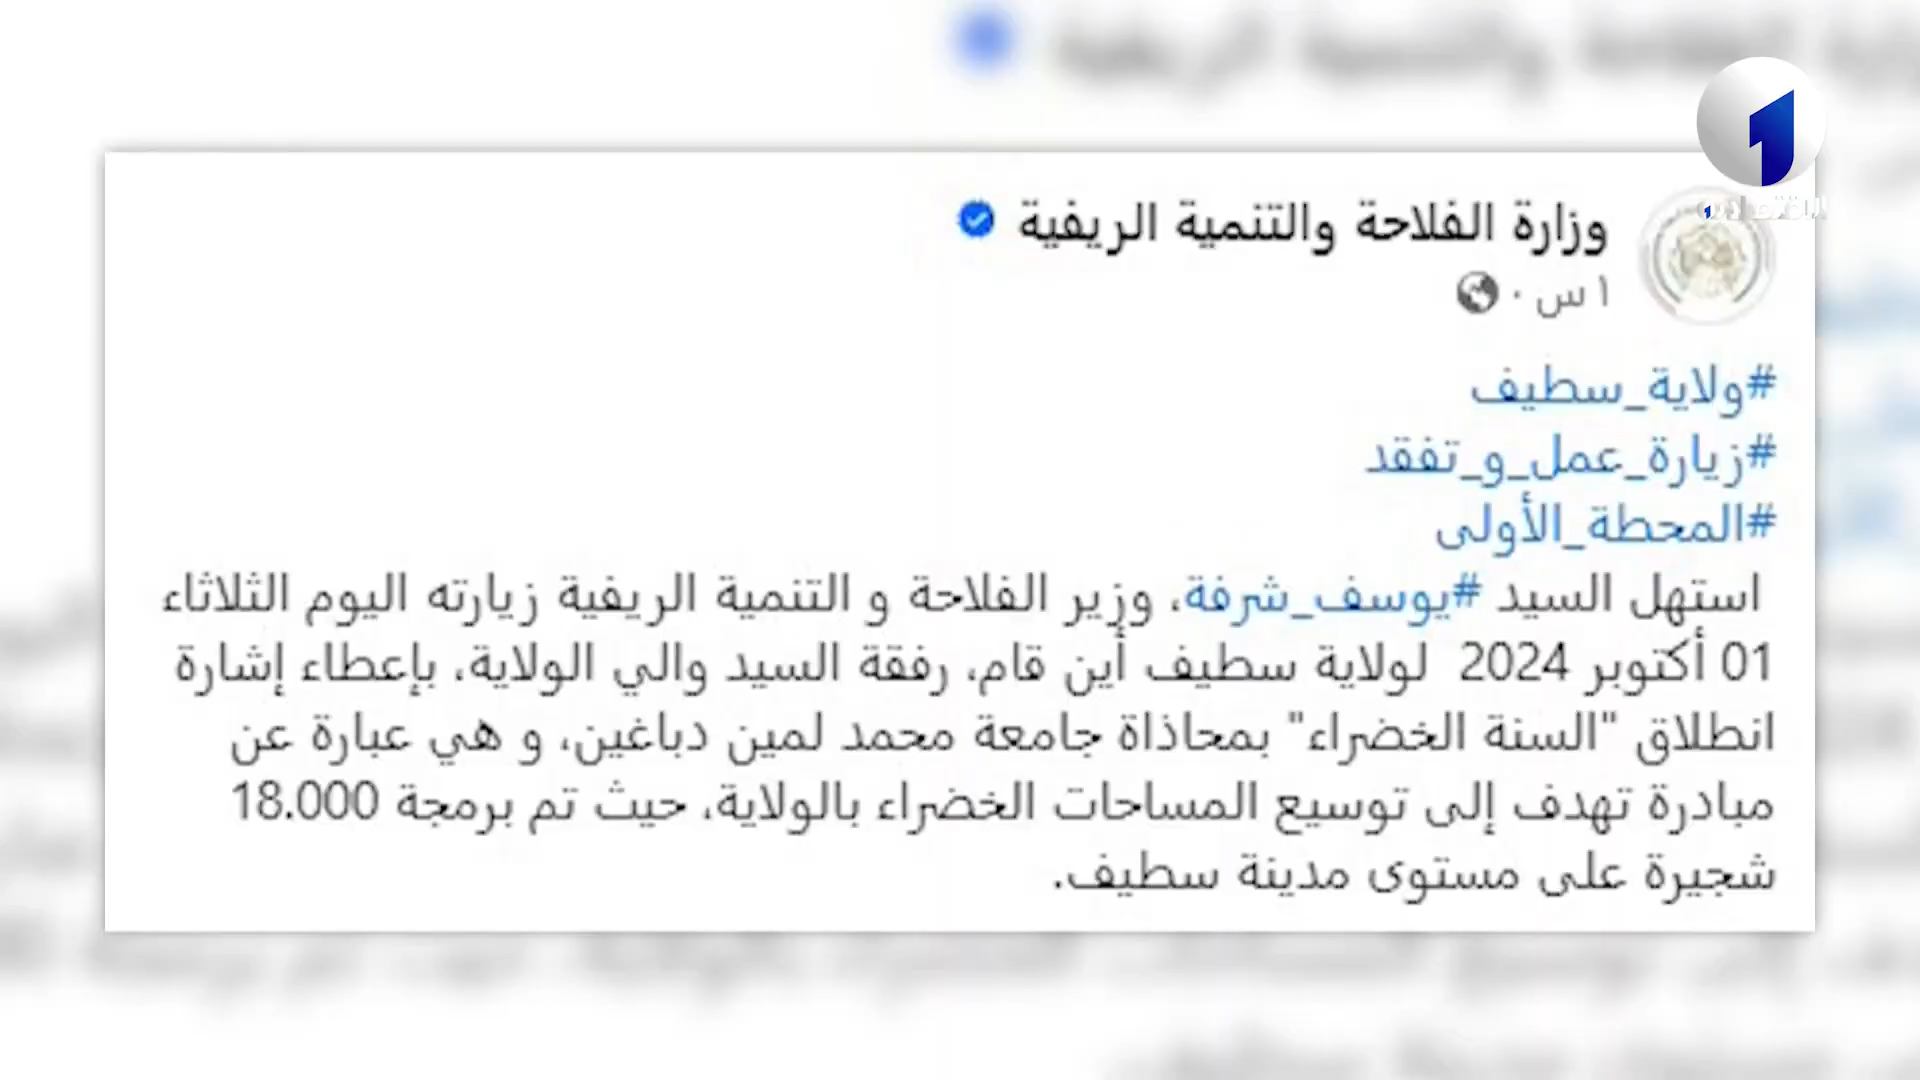 وزارة الفلاحة والتنمية الريفية
١ س ·
#ولاية_سطيف
#زيارة_عمل_و_تفقد
#المحطة_الأولى
استهل السيد #يوسف_شرفة، وزير الفلاحة و التنمية الريفية زيارته اليوم الثلاثاء
01 أكتوبر 2024 لولاية سطيف أين قام، رفقة السيد والي الولاية، بإعطاء إشارة
انطلاق "السنة الخضراء" بمحاذاة جامعة محمد لمين دباغين، و هي عبارة عن
مبادرة تهدف إلى توسيع المساحات الخضراء بالولاية، حيث تم برمجة 18.000
شجيرة على مستوى مدينة سطيف.